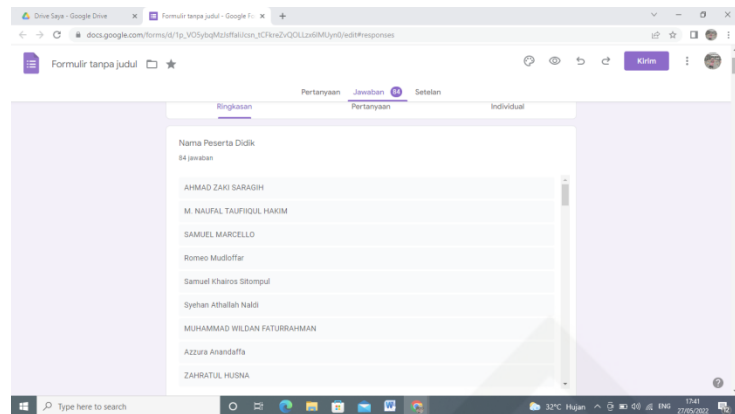 Drive Saya - Google Drive
Formulir tanpa judul - Google Fo
docs.google.com/forms/d/
/edit#responses
Formulir tanpa judul
Kirim
Pertanyaan Jawaban 84 Setelan
Ringkasan Pertanyaan Individual
Nama Peserta Didik
84 jawaban
AHMAD ZAKI SARAGIH
M. NAUFAL TAUFIIQUL HAKIM
SAMUEL MARCELLO
Romeo Mudloffar
Samuel Khairos Sitompul
Syehan Athallah Naldi
MUHAMMAD WILDAN FATURRAHMAN
Azzura Anandaffa
ZAHRATUL HUSNA
Type here to search
32°C Hujan
ENG
17:41
27/05/2022